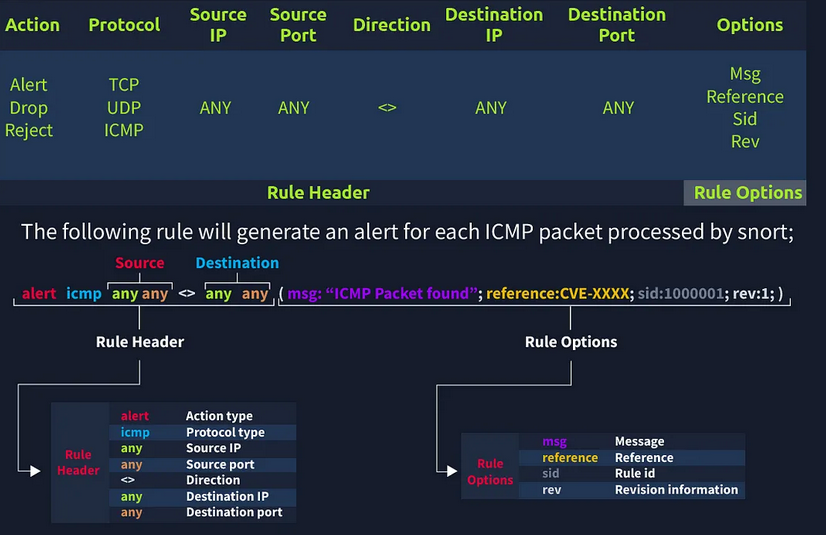 Action Protocol Source IP Source Port Direction Destination IP Destination Port Options
Alert
Drop
Reject
TCP
UDP
ICMP
ANY
ANY
<>
ANY
ANY
Msg
Reference
Sid
Rev
Rule Header
Rule Options
The following rule will generate an alert for each ICMP packet processed by snort;
Source Destination
alert icmp any any <> any any ( msg: “ICMP Packet found”; reference:CVE-XXXX; sid:1000001; rev:1; )
Rule Header
Rule Options
Rule
Header
alert Action type
icmp Protocol type
any Source IP
any Source port
<> Direction
any Destination IP
any Destination port
Rule
Options
msg Message
reference Reference
sid Rule id
rev Revision information